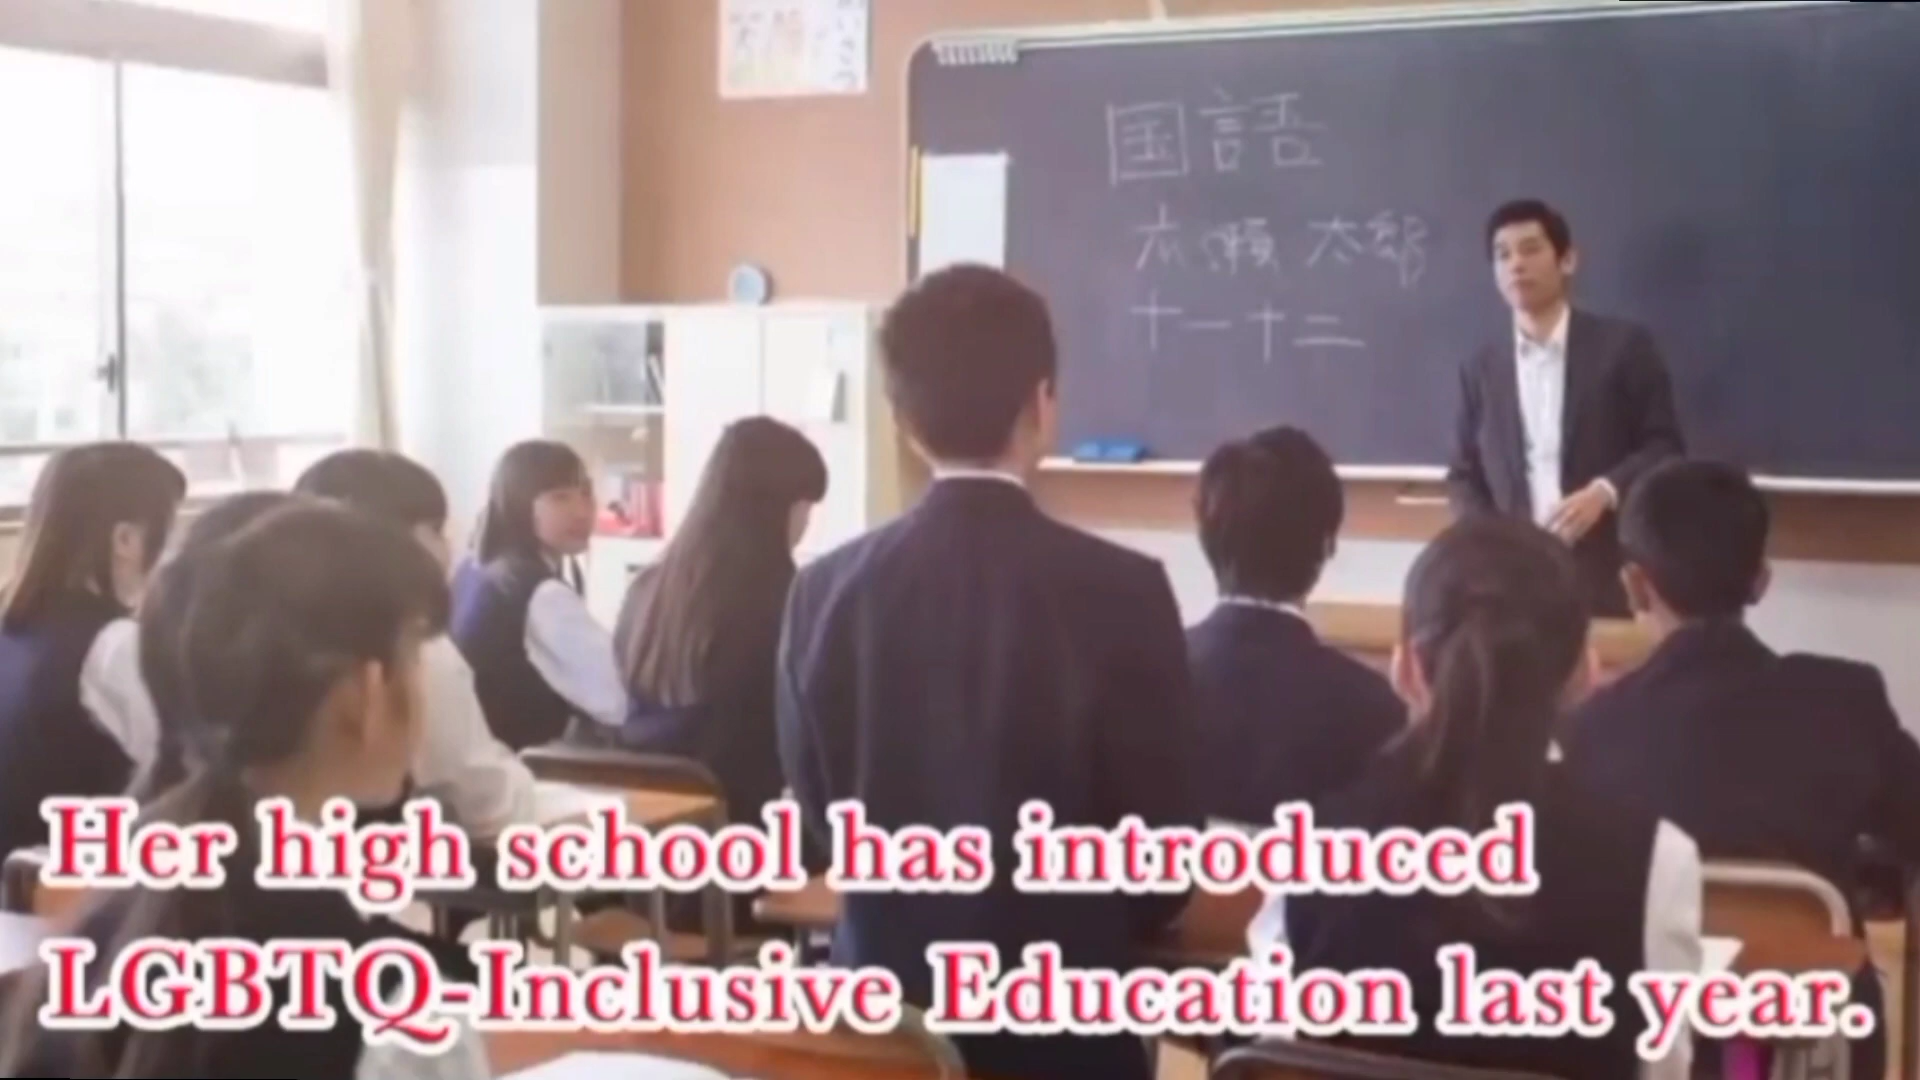 国語
太郎
十一十二
Her high school has introduced
LGBTQ-Inclusive Education last year.